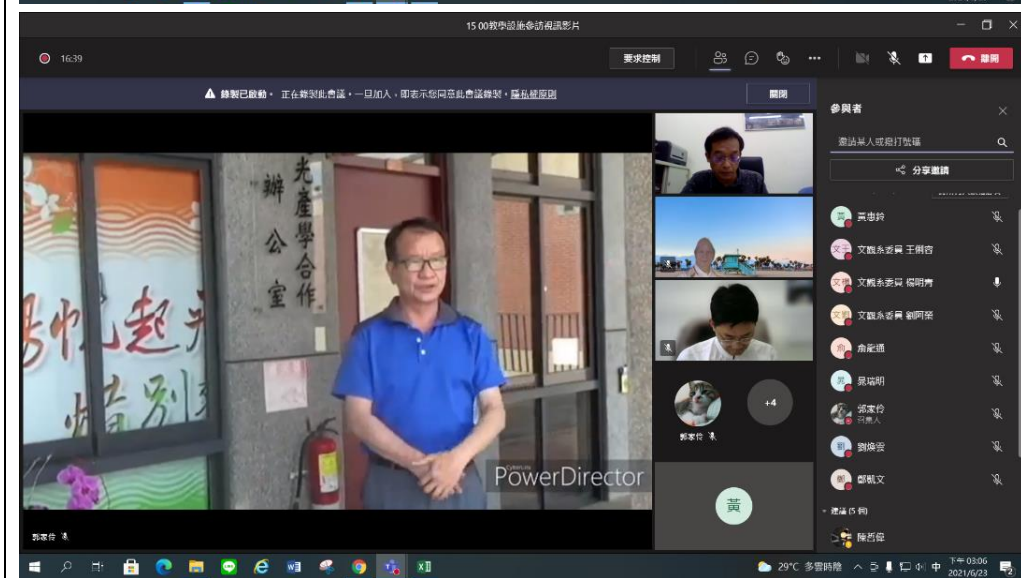 15 00教學設施參訪視訊影片
16:39
要求控制
離開
錄製已啟動。 正在錄製此會議。一旦加入，即表示您同意此會議錄製。隱私權原則
關閉
參與者
邀請某人或撥打號碼
分享邀請
黃惠鈴
文觀系委員 王俐容
文觀系委員 楊明青
文觀系委員 劉阿榮
俞龍通
晁瑞明
郭家伶
召集人
劉煥雲
鄭凱文
建議 (5 個)
陳哲偉
光產學合作
辦公室
惜別
CyberLink
PowerDirector
郭家伶
+4
郭家伶
黃
29°C 多雲時陰
中
下午 03:06
2021/6/23
2